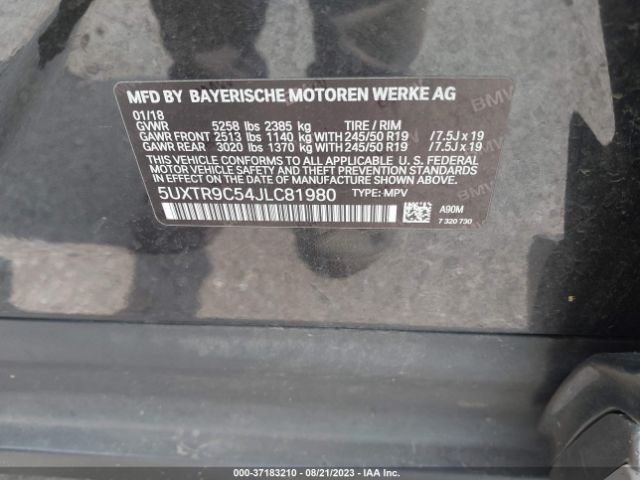 MFD BY BAYERISCHE MOTOREN WERKE AG
01/18
GVWR 5258 lbs 2385 kg TIRE / RIM
GAWR FRONT 2513 lbs 1140 kg WITH 245/50 R19 /7.5J x 19
GAWR REAR 3020 lbs 1370 kg WITH 245/50 R19 /7.5J x 19
THIS VEHICLE CONFORMS TO ALL APPLICABLE U. S. FEDERAL
MOTOR VEHICLE SAFETY, BUMPER, AND THEFT PREVENTION
STANDARDS IN EFFECT ON THE DATE OF MANUFACTURE SHOWN ABOVE.
5UXTR9C54JLC81980 TYPE: MPV
A90M
7 320 730
BMW
000-37183210 - 08/21/2023 - IAA Inc.